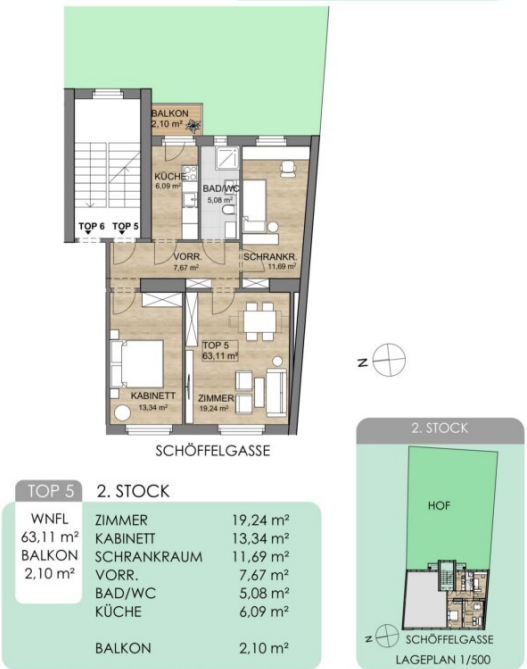 BALKON
2,10 m²
KÜCHE
6,09 m²
BAD/WC
5,08 m²
TOP 6 TOP 5
VORR.
7,67 m²
SCHRANKR.
11,69 m²
TOP 5
63,11 m²
KABINETT
13,34 m²
ZIMMER
19,24 m²
N
SCHÖFFELGASSE
TOP 5 2. STOCK
WNFL
63,11 m²
BALKON
2,10 m²
ZIMMER 19,24 m²
KABINETT 13,34 m²
SCHRANKRAUM 11,69 m²
VORR. 7,67 m²
BAD/WC 5,08 m²
KÜCHE 6,09 m²
BALKON 2,10 m²
2. STOCK
HOF
N
SCHÖFFELGASSE
LAGEPLAN 1/500